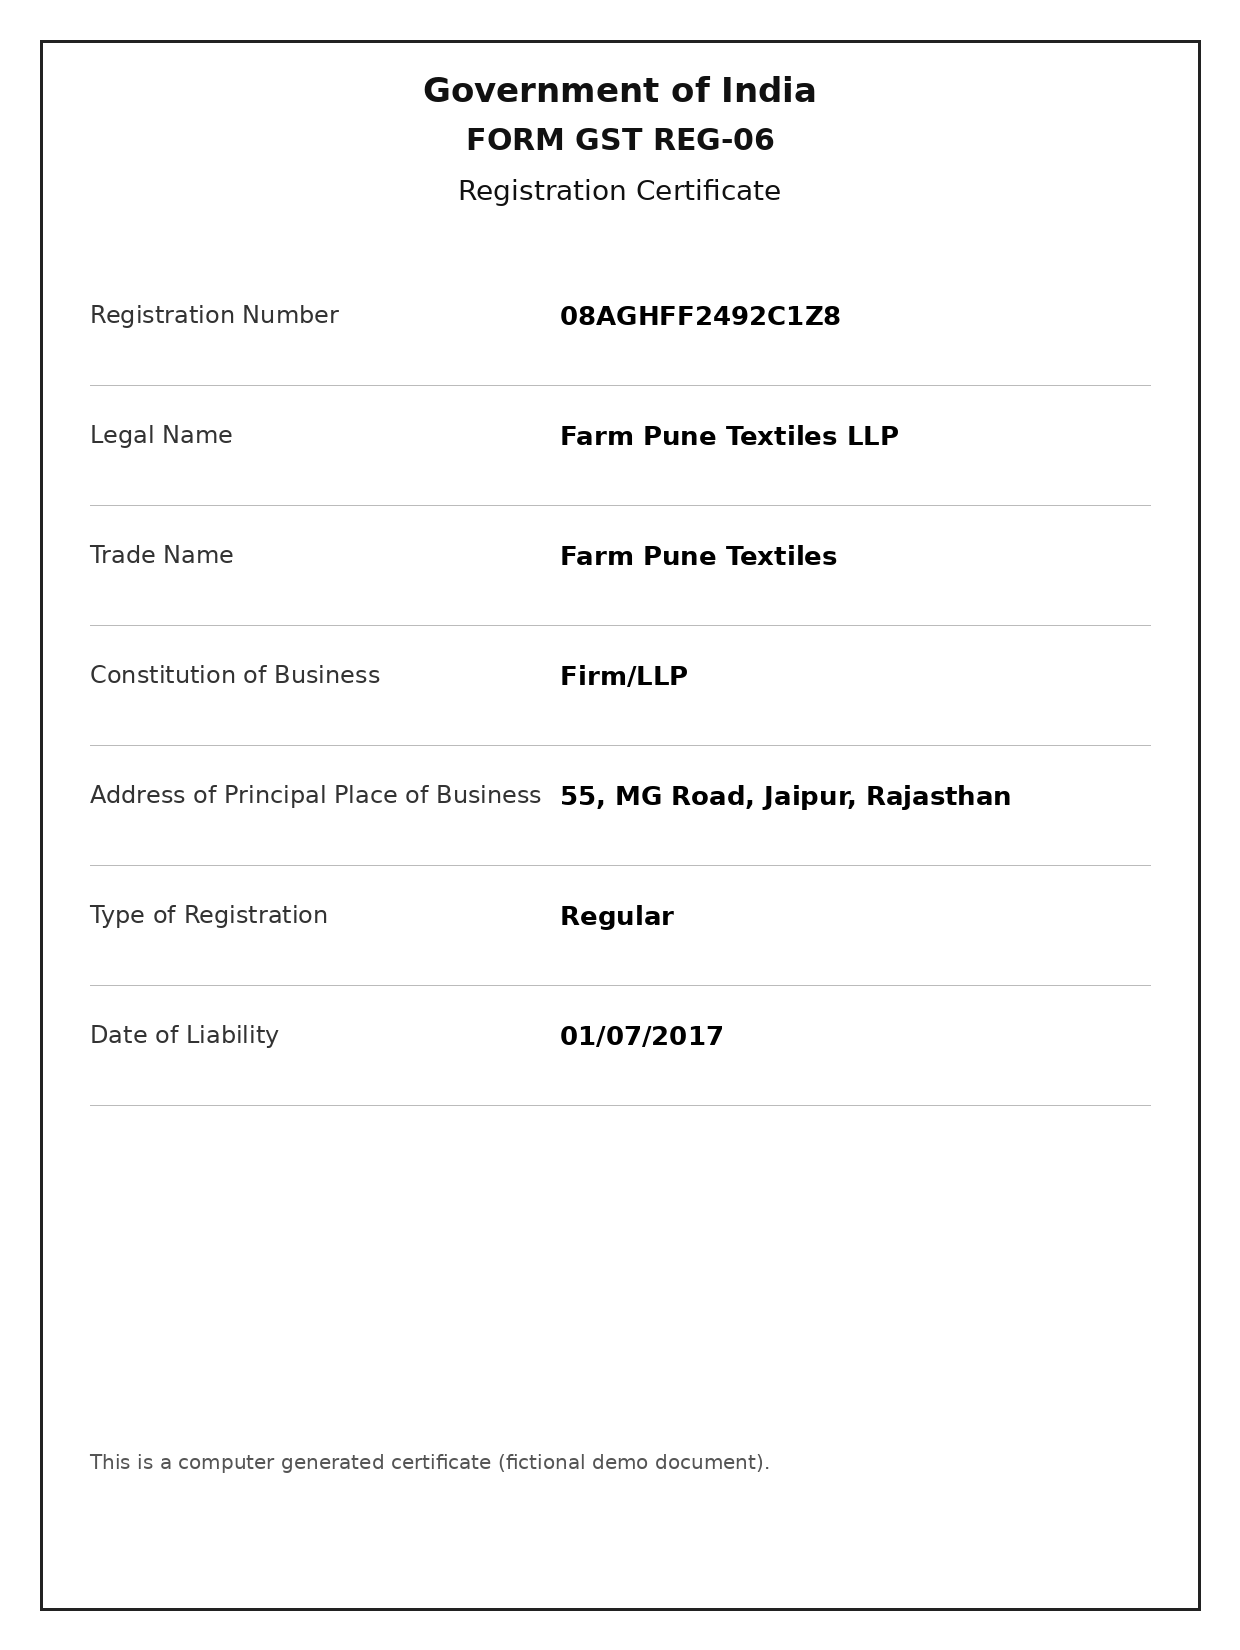 Government of India
FORM GST REG-06
Registration Certificate
Registration Number 08AGHFF2492C1Z8
Legal Name Farm Pune Textiles LLP
Trade Name Farm Pune Textiles
Constitution of Business Firm/LLP
Address of Principal Place of Business 55, MG Road, Jaipur, Rajasthan
Type of Registration Regular
Date of Liability 01/07/2017
This is a computer generated certificate (fictional demo document).